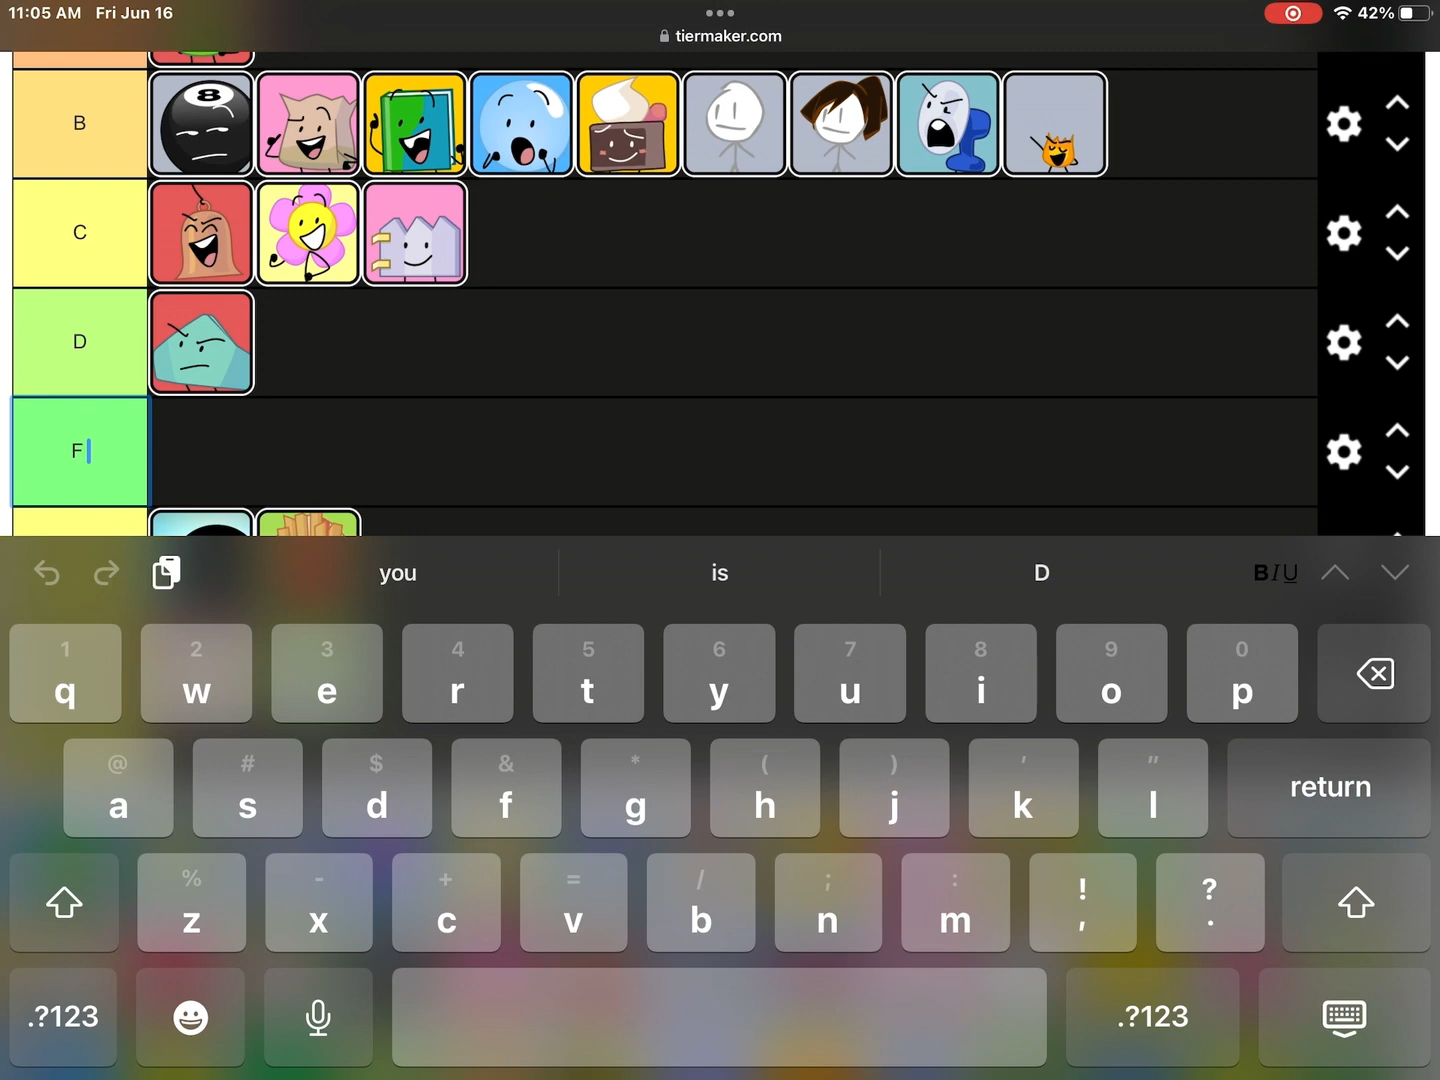 11:05 AM Fri Jun 16
42%
tiermaker.com
B
8
C
D
F
you is D BIU
1 2 3 4 5 6 7 8 9 0
q w e r t y u i o p
@ # $ & * ( ) ' "
a s d f g h j k l return
% - + = / ; : ! ?
z x c v b n m , .
.?123 .?123